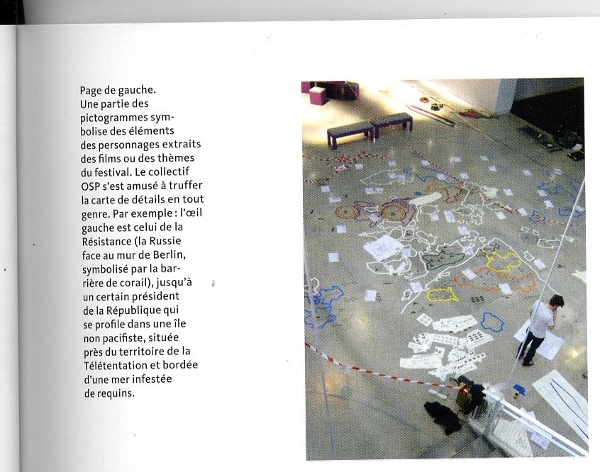 Page de gauche.
Une partie des
pictogrammes sym-
bolise des éléments
des personnages extraits
des films ou des thèmes
du festival. Le collectif
OSP s'est amusé à truffer
la carte de détails en tout
genre. Par exemple : l'œil
gauche est celui de la
Résistance (la Russie
face au mur de Berlin,
symbolisé par la bar-
rière de corail), jusqu'à
un certain président
de la République qui
se profile dans une île
non pacifiste, située
près du territoire de la
Télétentation et bordée
d'une mer infestée
de requins.